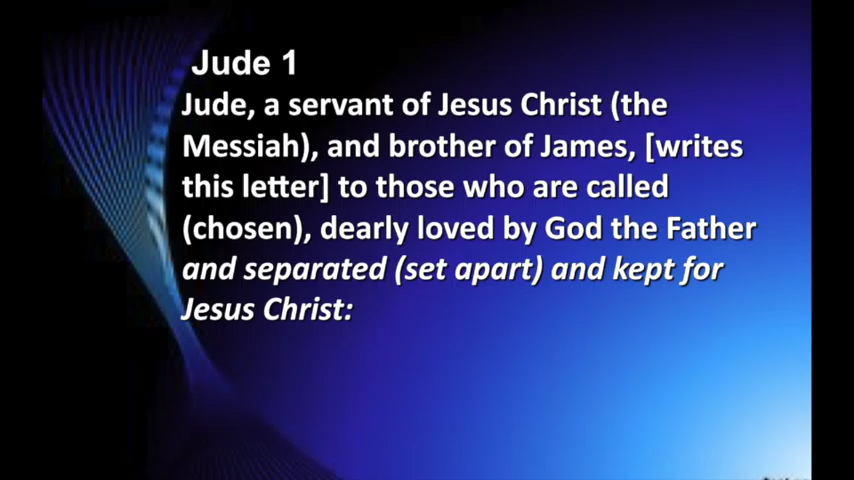 Jude 1
Jude, a servant of Jesus Christ (the
Messiah), and brother of James, [writes
this letter] to those who are called
(chosen), dearly loved by God the Father
and separated (set apart) and kept for
Jesus Christ: